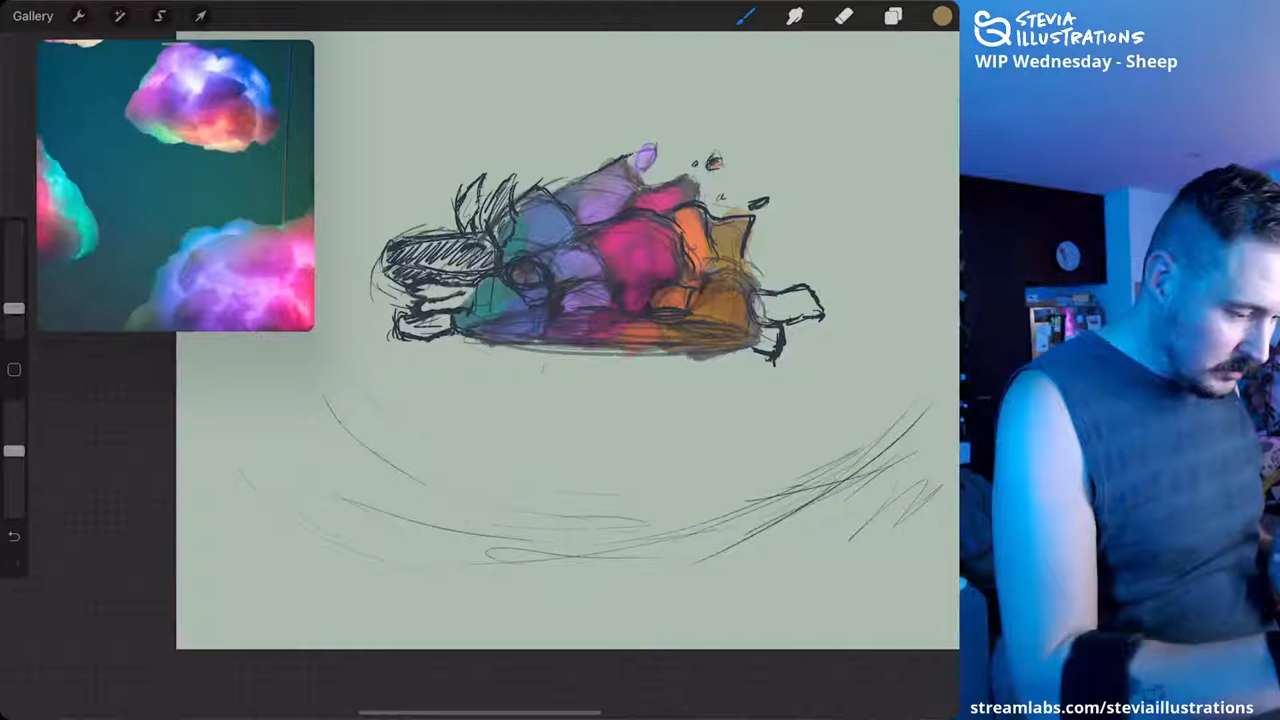 Gallery
STEVIA
ILLUSTRATIONS
WIP Wednesday - Sheep
streamlabs.com/steviaillustrations